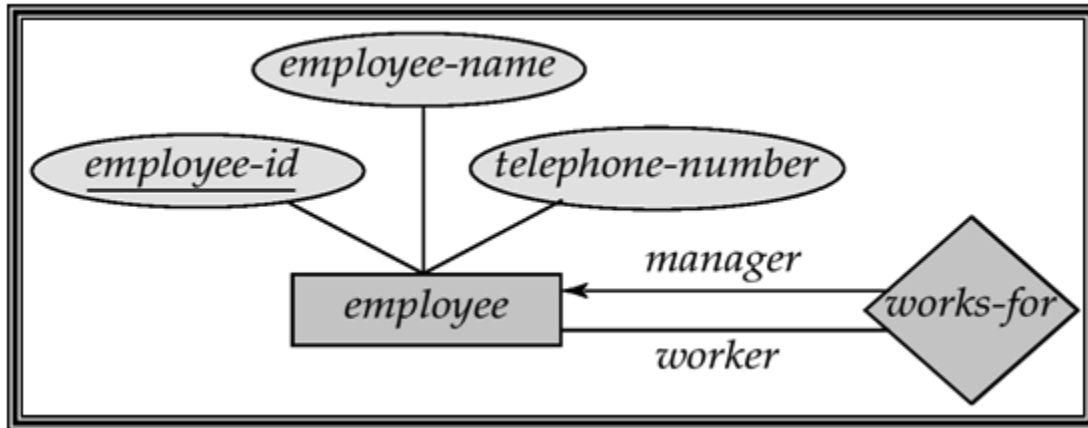 employee-name
employee-id
telephone-number
manager
employee
works-for
worker